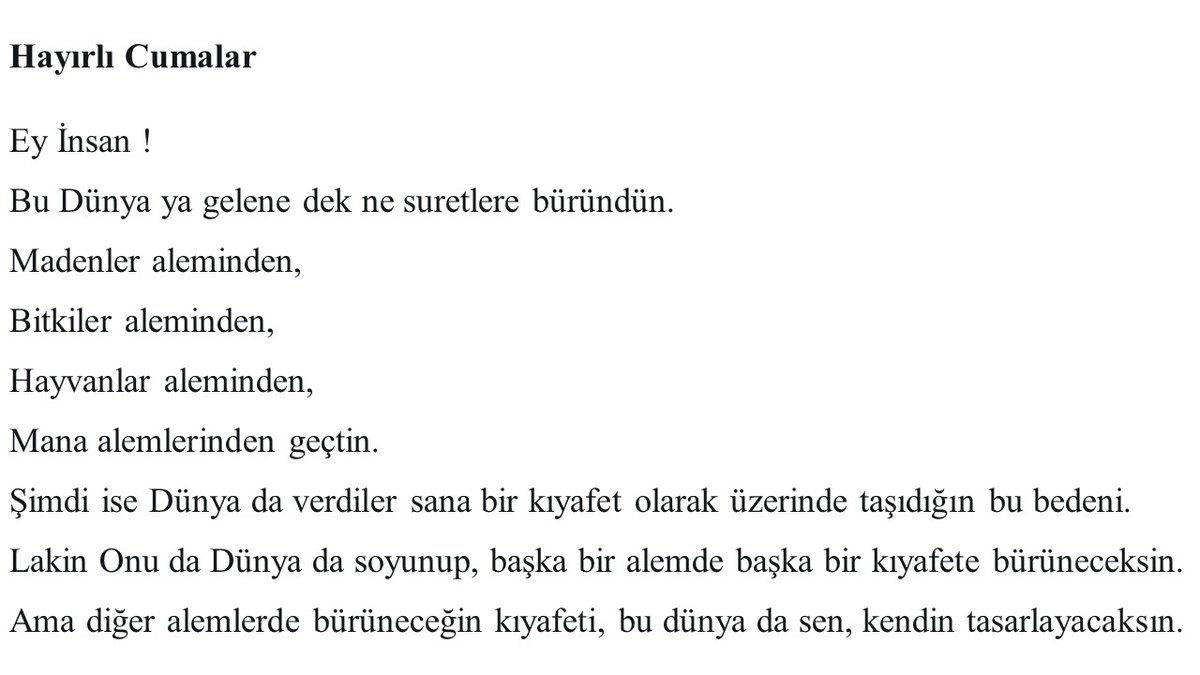 Hayırlı Cumalar
Ey İnsan !
Bu Dünya ya gelene dek ne suretlere büründün.
Madenler aleminden,
Bitkiler aleminden,
Hayvanlar aleminden,
Mana alemlerinden geçtin.
Şimdi ise Dünya da verdiler sana bir kıyafet olarak üzerinde taşıdığın bu bedeni.
Lakin Onu da Dünya da soyunup, başka bir alemde başka bir kıyafete bürüneceksin.
Ama diğer alemlerde bürüneceğin kıyafeti, bu dünya da sen, kendin tasarlayacaksın.